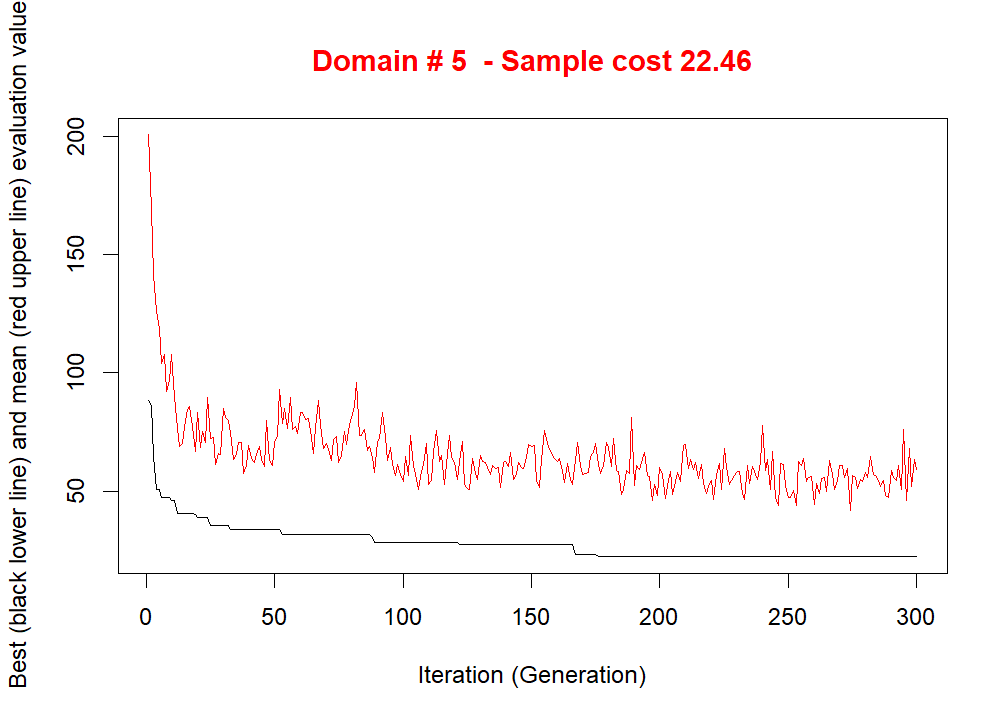 Domain # 5  - Sample cost 22.46
Best (black lower line) and mean (red upper line) evaluation value
200
150
100
50
0 50 100 150 200 250 300
Iteration (Generation)